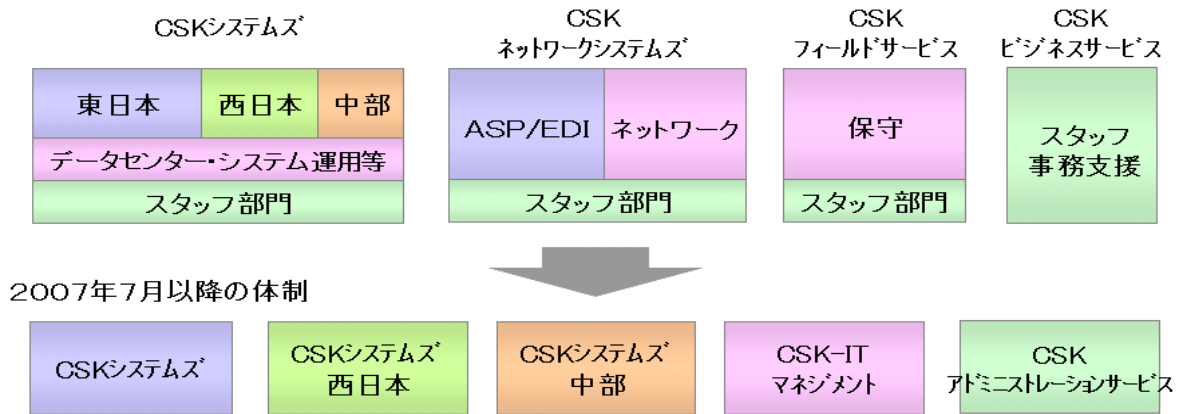 CSKシステムズ
CSK
ネットワークシステムズ
CSK
フィールドサービス
CSK
ビジネスサービス
東日本
西日本
中部
データセンター・システム運用等
スタッフ部門
ASP/EDI
ネットワーク
スタッフ部門
保守
スタッフ部門
スタッフ
事務支援
2007年7月以降の体制
CSKシステムズ
CSKシステムズ
西日本
CSKシステムズ
中部
CSK-IT
マネジメント
CSK
アドミニストレーションサービス